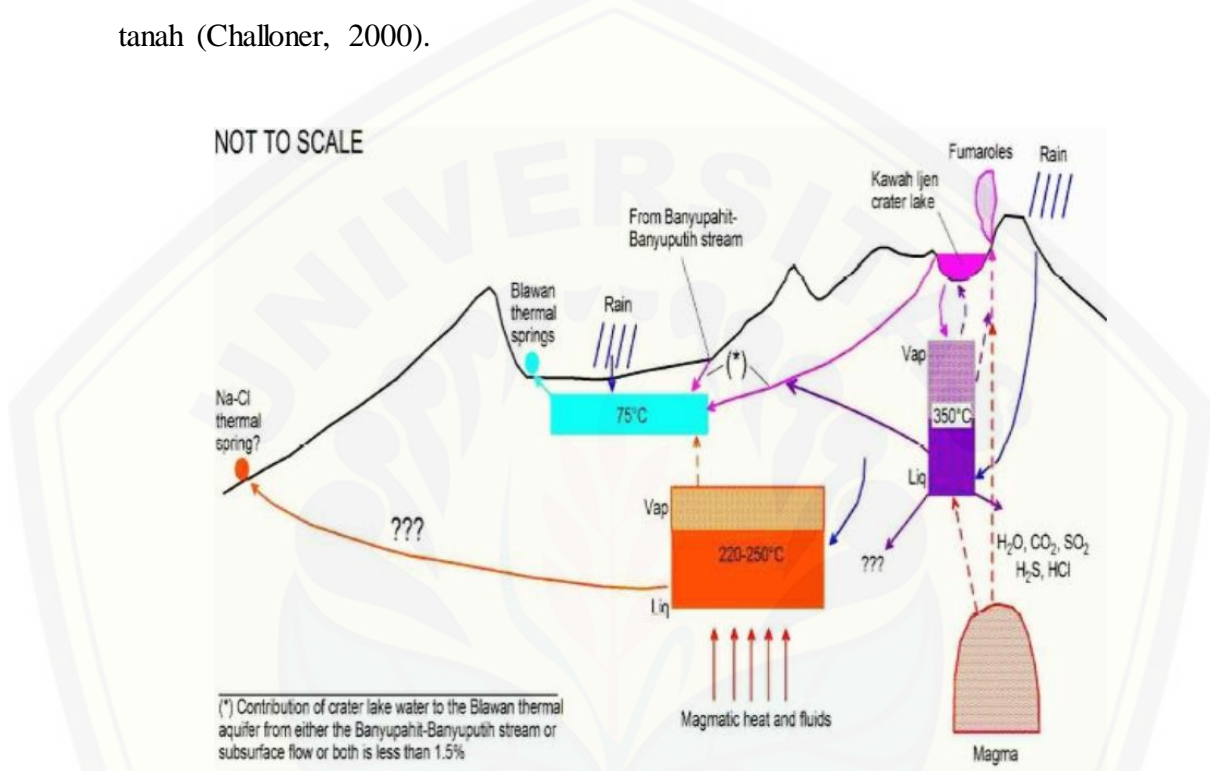 tanah (Challoner, 2000).
NOT TO SCALE
Fumaroles
Rain
Kawah Ijen
crater lake
From Banyupahit-
Banyuputih stream
Blawan
thermal
springs
Rain
(*)
Vap
Na-Cl
thermal
spring?
75°C
350°C
Liq
Vap
???
220-250°C
???
H₂O, CO₂, SO₂
H₂S, HCl
Liq
(*) Contribution of crater lake water to the Blawan thermal
aquifer from either the Banyupahit-Banyuputih stream or
subsurface flow or both is less than 1.5%
Magmatic heat and fluids
Magma